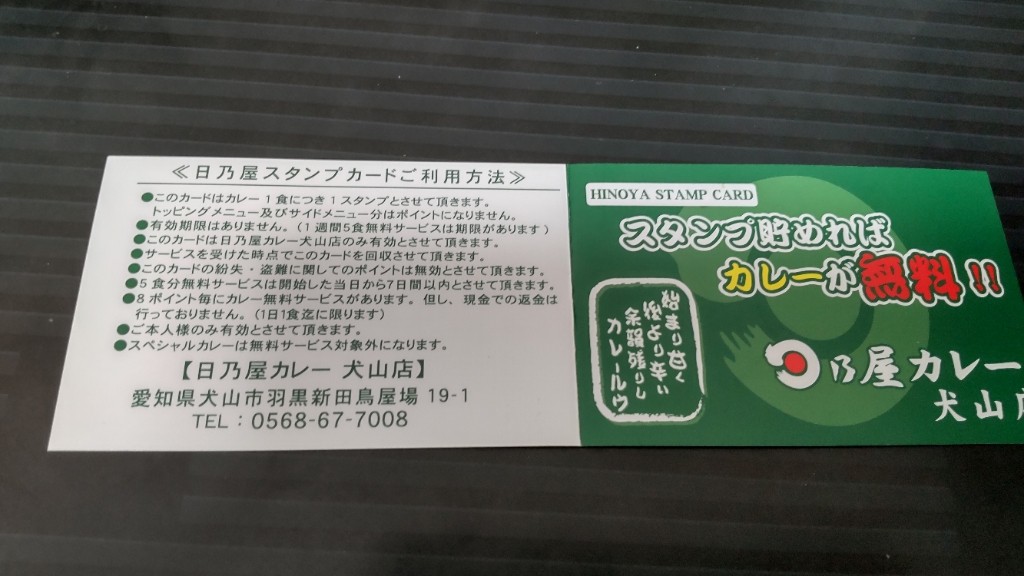 ≪日乃屋スタンプカードご利用方法≫
●このカードはカレー1食につき1スタンプとさせて頂きます。
トッピングメニュー及びサイドメニュー分はポイントになりません。
●有効期限はありません。(1週間5食無料サービスは期限があります)
●このカードは日乃屋カレー犬山店のみ有効とさせて頂きます。
●サービスを受けた時点でこのカードを回収させて頂きます。
●このカードの紛失・盗難に関してのポイントは無効とさせて頂きます。
●5食分無料サービスは開始した当日から7日間以内とさせて頂きます。
●8ポイント毎にカレー無料サービスがあります。但し、現金での返金は
行っておりません。(1日1食迄に限ります)
●ご本人様のみ有効とさせて頂きます。
●スペシャルカレーは無料サービス対象外になります。
【日乃屋カレー 犬山店】
愛知県犬山市羽黒新田鳥屋場 19-1
TEL:0568-67-7008
HINOYA STAMP CARD
スタンプ貯めれば
カレーが無料!!
始まり甘く
後より辛い
余韻残りし
カレールウ
日乃屋カレー
犬山店